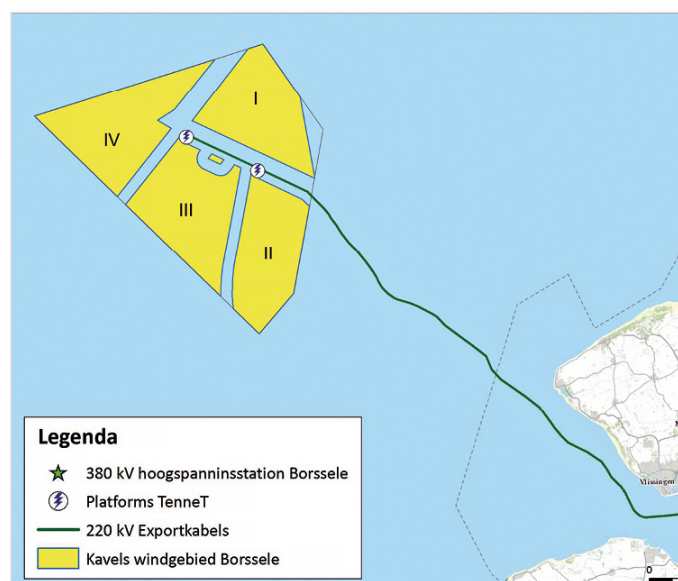 I
IV
III
II
Vlissingen
0
Legenda
380 kV hoogspanninsstation Borssele
Platforms TenneT
220 kV Exportkabels
Kavels windgebied Borssele